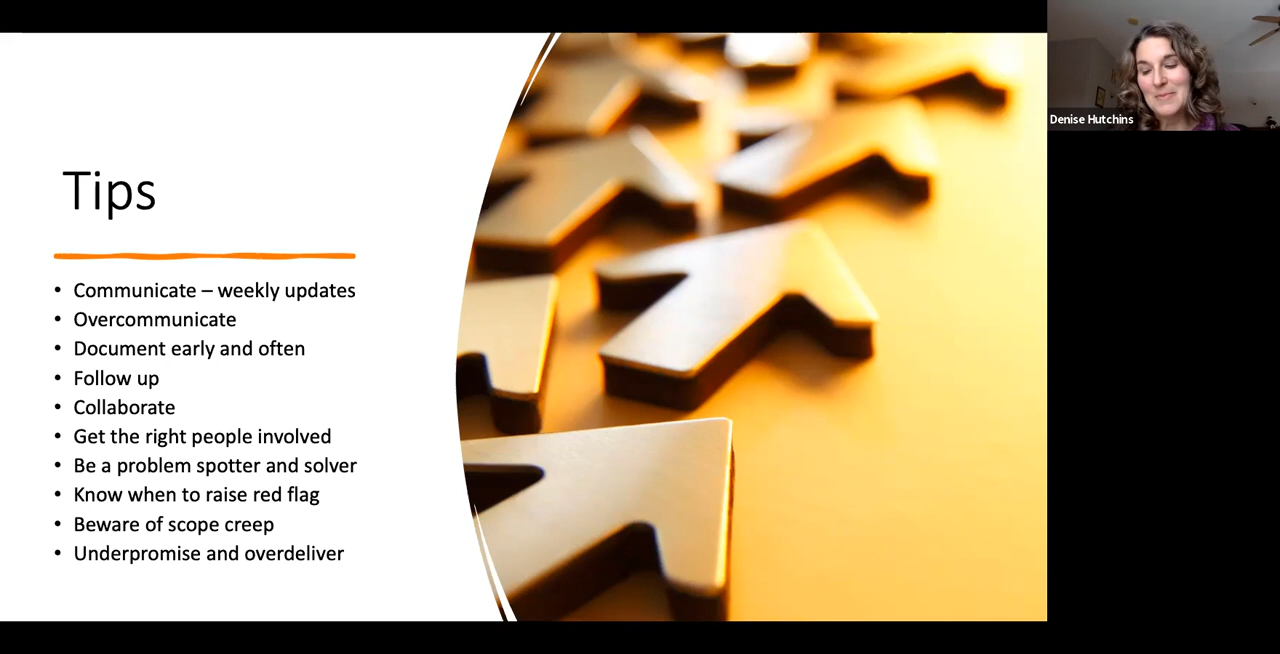 Tips
• Communicate – weekly updates
• Overcommunicate
• Document early and often
• Follow up
• Collaborate
• Get the right people involved
• Be a problem spotter and solver
• Know when to raise red flag
• Beware of scope creep
• Underpromise and overdeliver
Denise Hutchins